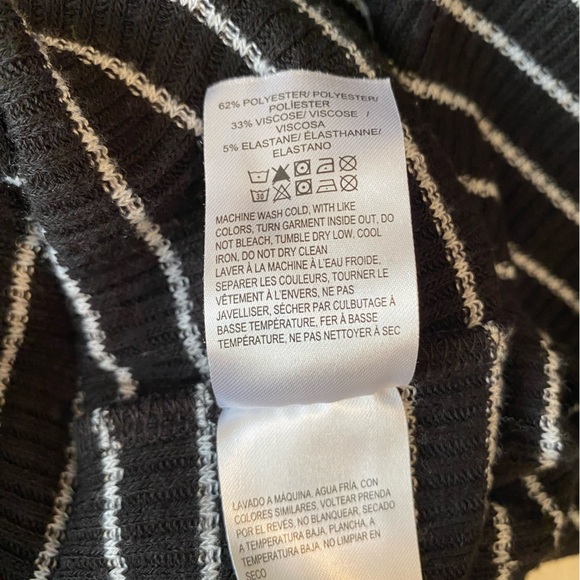 62% POLYESTER/ POLYESTER/
POLIÉSTER
33% VISCOSE/ VISCOSE /
VISCOSA
5% ELASTANE/ ÉLASTHANNE/
ELASTANO
30
MACHINE WASH COLD, WITH LIKE
COLORS, TURN GARMENT INSIDE OUT, DO
NOT BLEACH, TUMBLE DRY LOW, COOL
IRON, DO NOT DRY CLEAN
LAVER À LA MACHINE À L'EAU FROIDE,
SEPARER LES COULEURS, TOURNER LE
VÊTEMENT À L'ENVERS, NE PAS
JAVELLISER, SÉCHER PAR CULBUTAGE À
BASSE TEMPÉRATURE, FER À BASSE
TEMPÉRATURE, NE PAS NETTOYER À SEC
LAVADO A MÁQUINA, AGUA FRÍA, CON
COLORES SIMILARES, VOLTEAR PRENDA
POR EL REVÉS, NO BLANQUEAR, SECADO
A TEMPERATURA BAJA, PLANCHA, A
TEMPERATURA BAJA, NO LIMPIAR EN
SECO